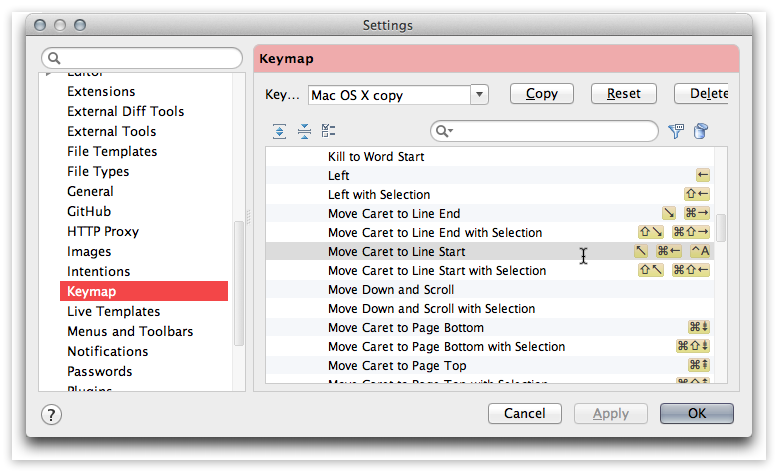 Settings
Editor
Extensions
External Diff Tools
External Tools
File Templates
File Types
General
GitHub
HTTP Proxy
Images
Intentions
Keymap
Live Templates
Menus and Toolbars
Notifications
Passwords
Plugins
Keymap
Key... Mac OS X copy Copy Reset Delete
Kill to Word Start
Left ←
Left with Selection ⇧←
Move Caret to Line End ↘ ⌘→
Move Caret to Line End with Selection ⇧↘ ⌘⇧→
Move Caret to Line Start ↖ ⌘← ^A
Move Caret to Line Start with Selection ⇧↖ ⌘⇧←
Move Down and Scroll
Move Down and Scroll with Selection
Move Caret to Page Bottom ⌘⇟
Move Caret to Page Bottom with Selection ⌘⇧⇟
Move Caret to Page Top ⌘⇞
Move Caret to Page Top with Selection ⌘⇧⇞
? Cancel Apply OK